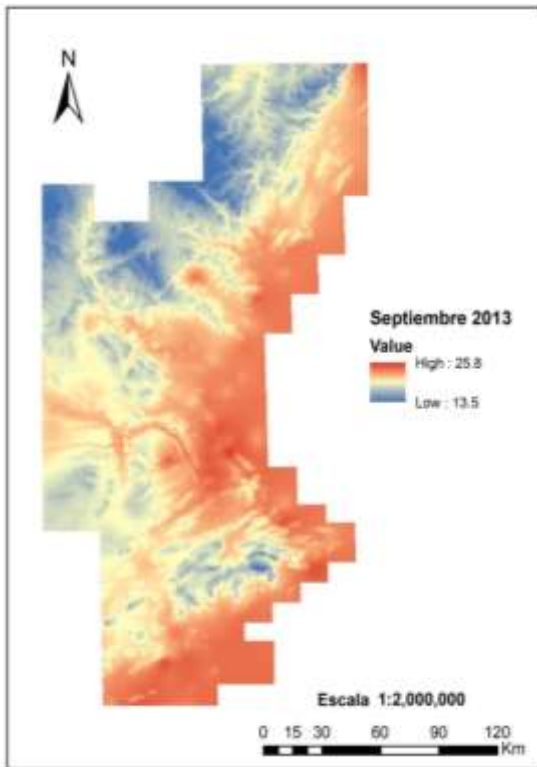 N
Septiembre 2013
Value
High : 25.8
Low : 13.5
Escala 1:2,000,000
0 15 30 60 90 120
Km